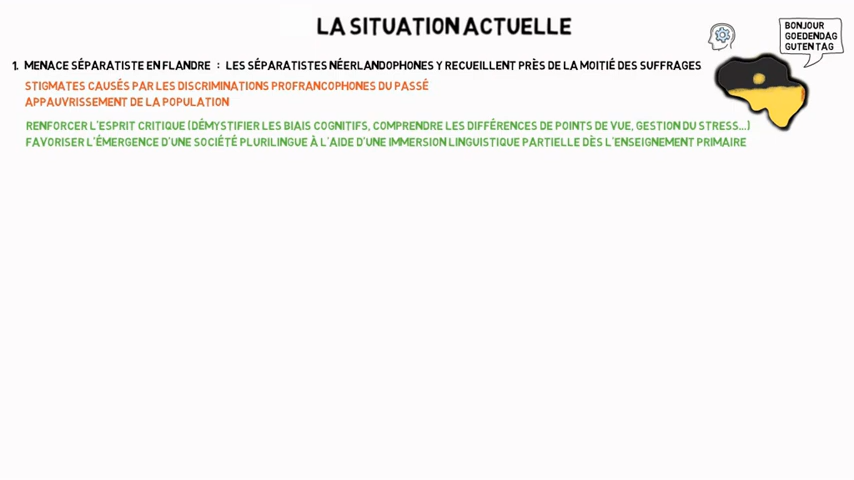 LA SITUATION ACTUELLE
BONJOUR
GOEDENDAG
GUTEN TAG
1. MENACE SÉPARATISTE EN FLANDRE : LES SÉPARATISTES NÉERLANDOPHONES Y RECUEILLENT PRÈS DE LA MOITIÉ DES SUFFRAGES
STIGMATES CAUSÉS PAR LES DISCRIMINATIONS PROFRANCOPHONES DU PASSÉ
APPAUVRISSEMENT DE LA POPULATION
RENFORCER L'ESPRIT CRITIQUE (DÉMYSTIFIER LES BIAIS COGNITIFS, COMPRENDRE LES DIFFÉRENCES DE POINTS DE VUE, GESTION DU STRESS...)
FAVORISER L'ÉMERGENCE D'UNE SOCIÉTÉ PLURILINGUE À L'AIDE D'UNE IMMERSION LINGUISTIQUE PARTIELLE DÈS L'ENSEIGNEMENT PRIMAIRE